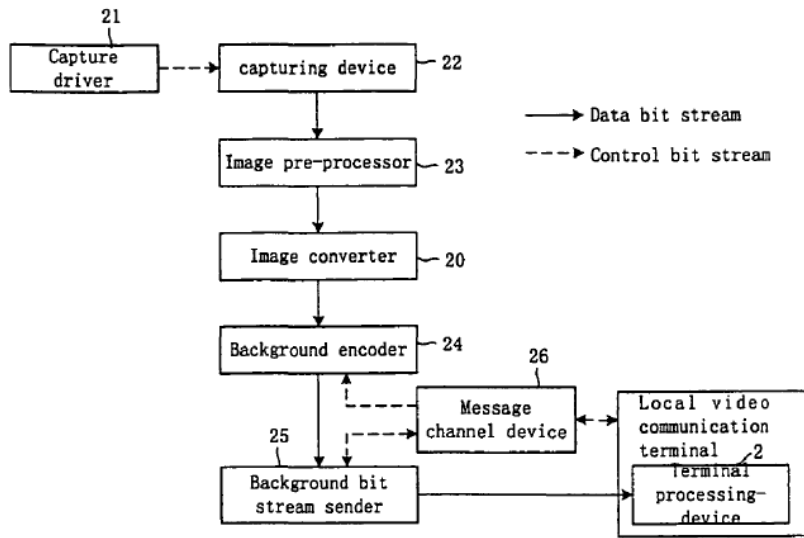 21
Capture
driver
capturing device
22
Data bit stream
Control bit stream
Image pre-processor
23
Image converter
20
Background encoder
24
26
Message
channel device
Local video
communication
terminal
2
Terminal
processing-
device
25
Background bit
stream sender